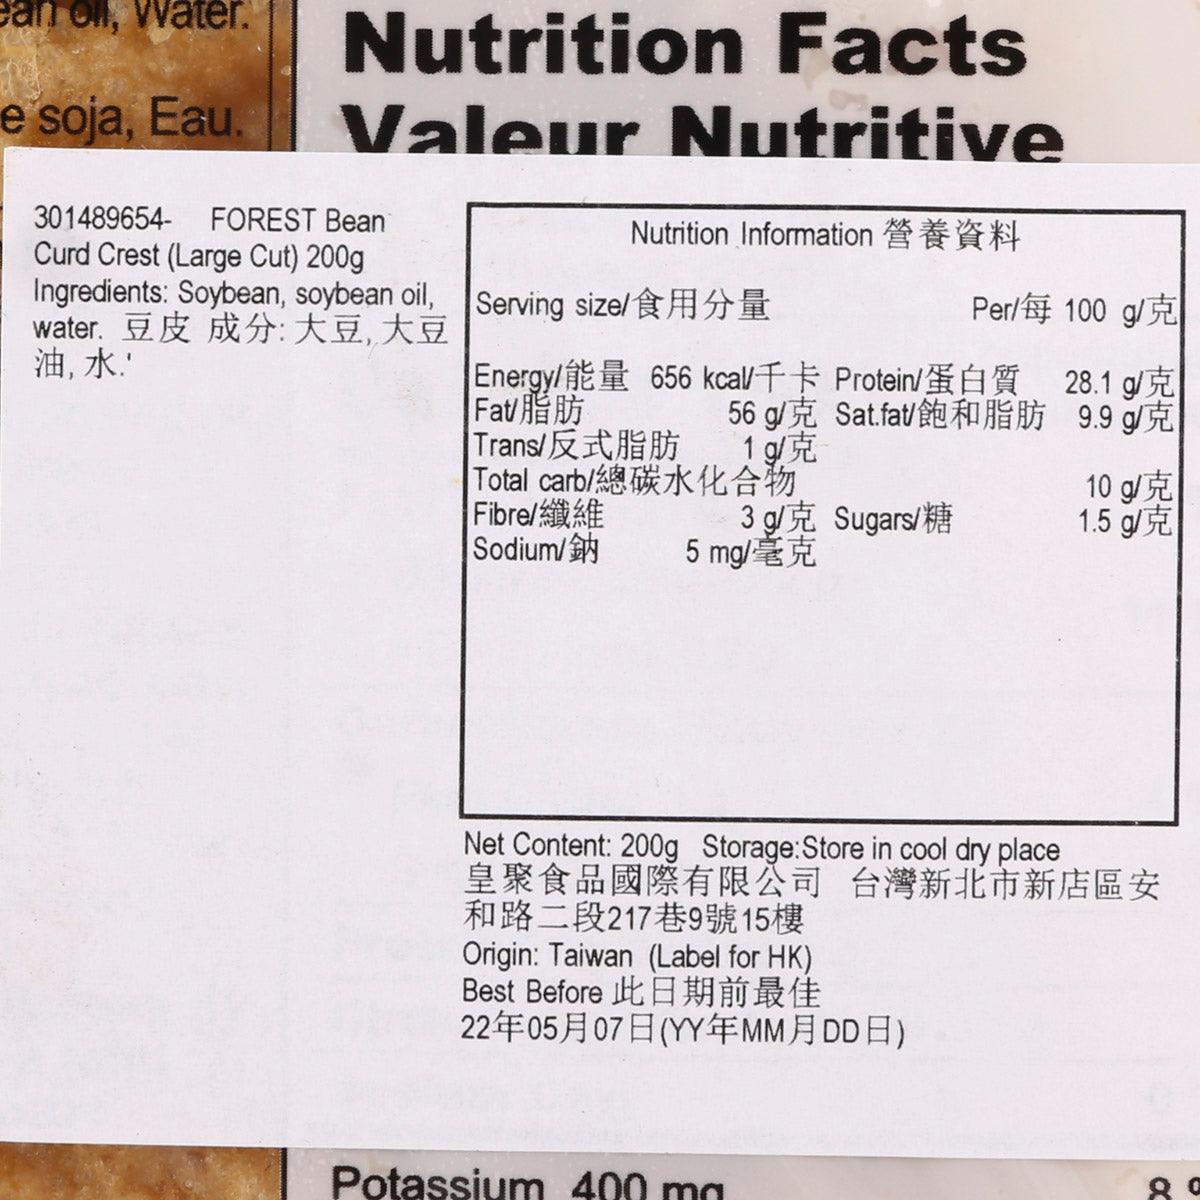 ean oil, Water.
e soja, Eau.
Nutrition Facts
Valeur Nutritive
301489654- FOREST Bean
Curd Crest (Large Cut) 200g
Ingredients: Soybean, soybean oil,
water. 豆皮 成分: 大豆, 大豆
油, 水.'
Nutrition Information 營養資料
Serving size/食用分量 Per/每 100 g/克
Energy/能量 656 kcal/千卡 Protein/蛋白質 28.1 g/克
Fat/脂肪 56 g/克 Sat.fat/飽和脂肪 9.9 g/克
Trans/反式脂肪 1 g/克
Total carb/總碳水化合物 10 g/克
Fibre/纖維 3 g/克 Sugars/糖 1.5 g/克
Sodium/鈉 5 mg/毫克
Net Content: 200g Storage:Store in cool dry place
皇聚食品國際有限公司 台灣新北市新店區安
和路二段217巷9號15樓
Origin: Taiwan (Label for HK)
Best Before 此日期前最佳
22年05月07日(YY年MM月DD日)
Potassium 400 mg 8 %